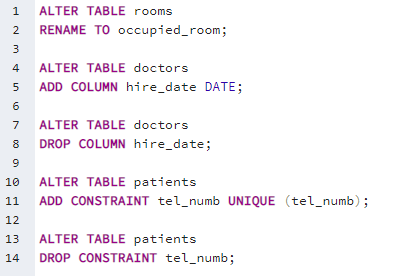 1 ALTER TABLE rooms
2 RENAME TO occupied_room;
3
4 ALTER TABLE doctors
5 ADD COLUMN hire_date DATE;
6
7 ALTER TABLE doctors
8 DROP COLUMN hire_date;
9
10 ALTER TABLE patients
11 ADD CONSTRAINT tel_numb UNIQUE (tel_numb);
12
13 ALTER TABLE patients
14 DROP CONSTRAINT tel_numb;